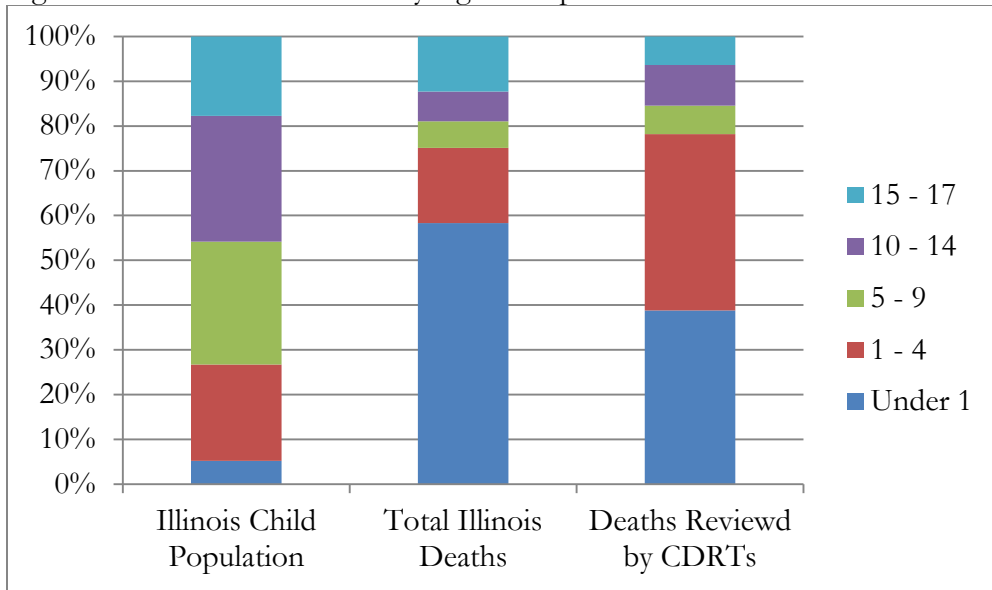 100%
90%
80%
70%
60%
50%
40%
30%
20%
10%
0%
Illinois Child
Population
Total Illinois
Deaths
Deaths Reviewd
by CDRTs
15 - 17
10 - 14
5 - 9
1 - 4
Under 1